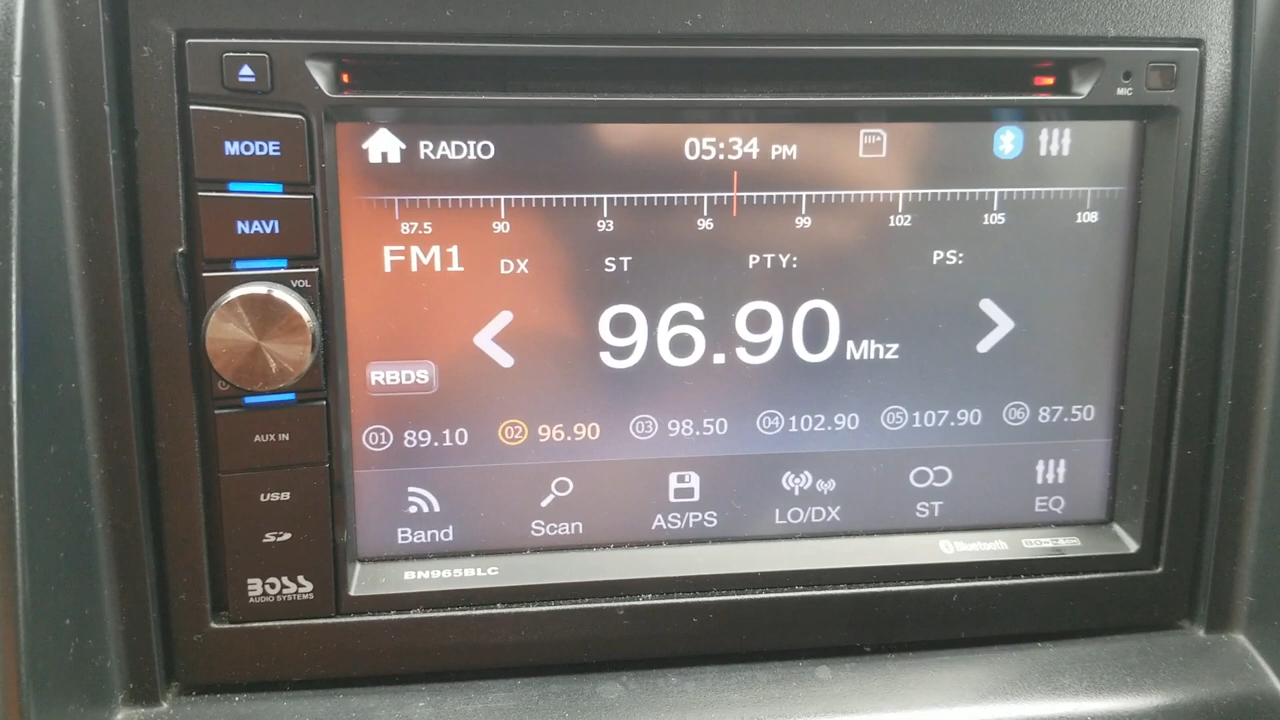 MIC
MODE
RADIO
05:34 PM
87.5 90 93 96 99 102 105 108
NAVI
FM1 DX ST PTY: PS:
VOL
96.90 Mhz
RBDS
01 89.10 02 96.90 03 98.50 04 102.90 05 107.90 06 87.50
AUX IN
Band Scan AS/PS LO/DX ST EQ
USB
SD
Bluetooth
BN965BLC
BOSS
AUDIO SYSTEMS